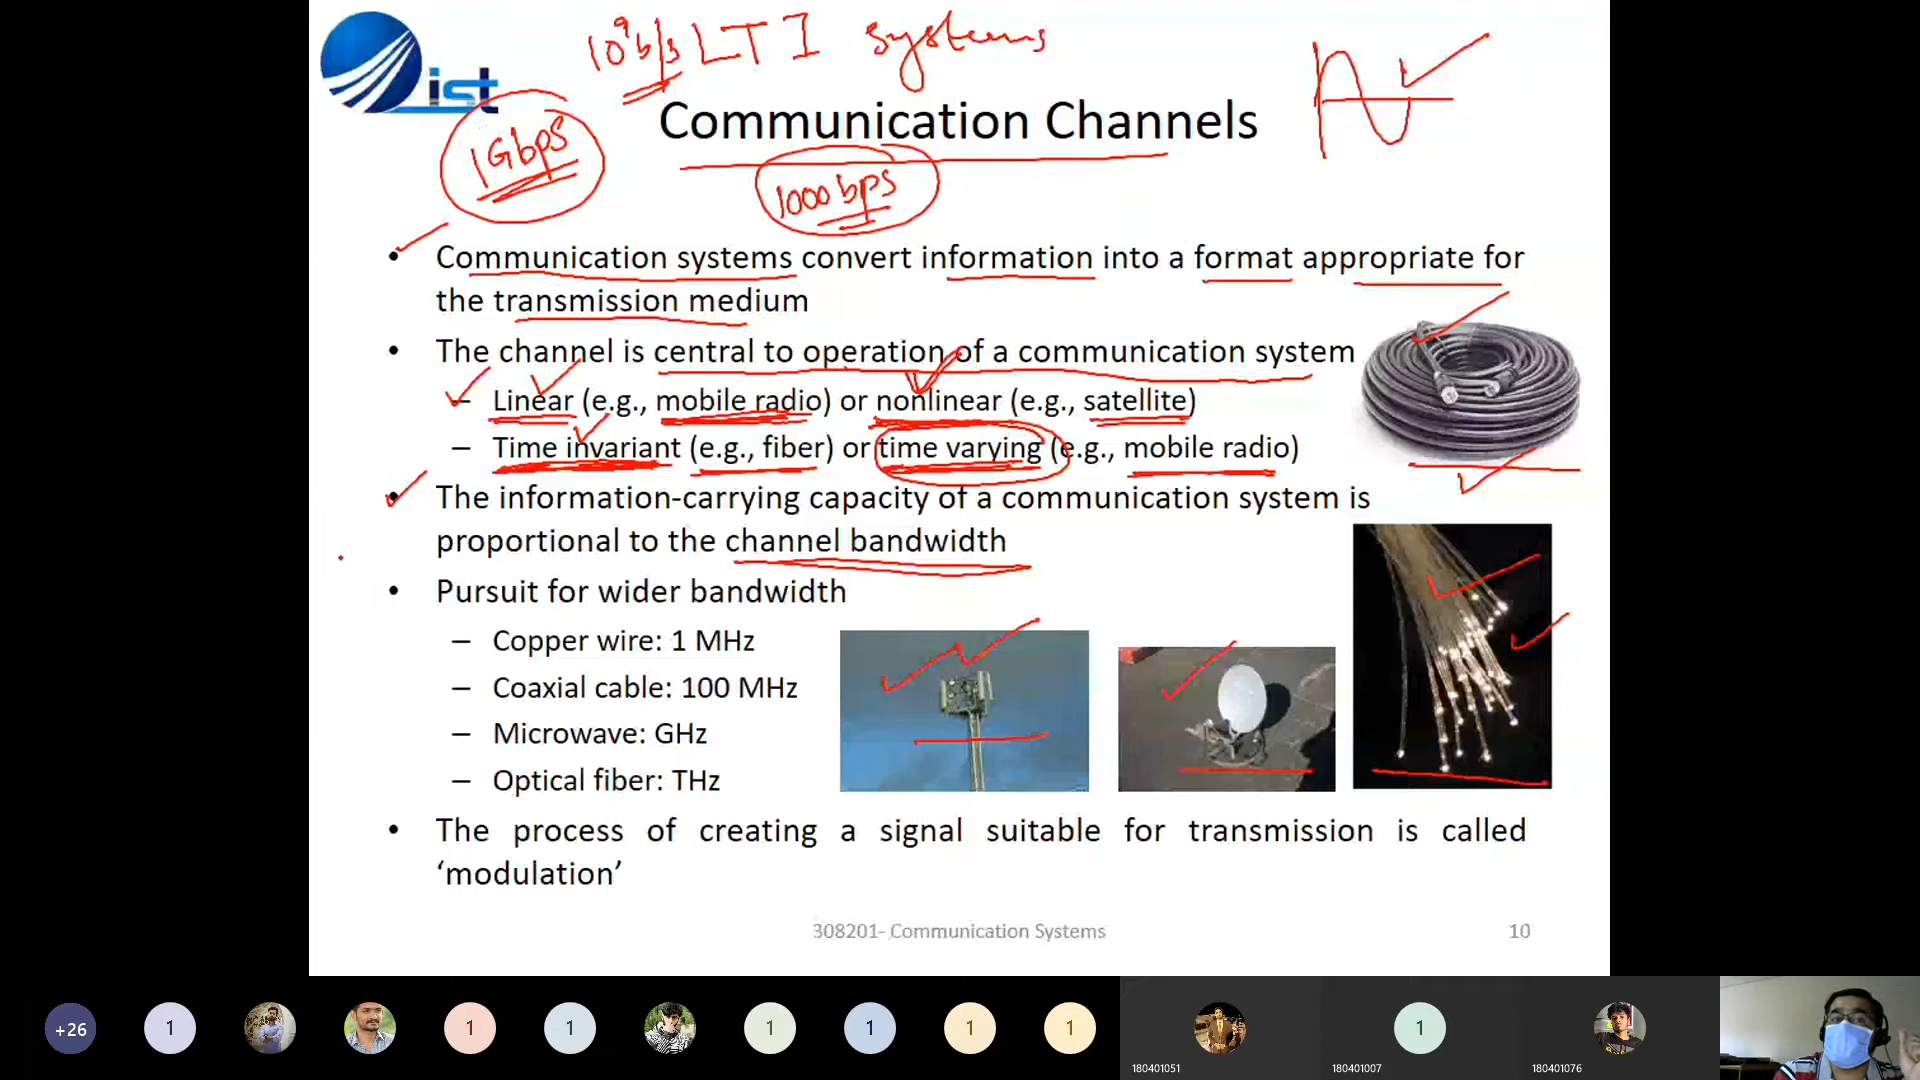 10⁹b/s LTI systems
ist
Communication Channels
1Gbps
1000bps
• Communication systems convert information into a format appropriate for
the transmission medium
• The channel is central to operation of a communication system
– Linear (e.g., mobile radio) or nonlinear (e.g., satellite)
– Time invariant (e.g., fiber) or time varying (e.g., mobile radio)
• The information-carrying capacity of a communication system is
proportional to the channel bandwidth
• Pursuit for wider bandwidth
– Copper wire: 1 MHz
– Coaxial cable: 100 MHz
– Microwave: GHz
– Optical fiber: THz
• The process of creating a signal suitable for transmission is called
‘modulation’
308201- Communication Systems 10
+26 1 1 1 1 1 1 1 1
180401051 180401007 180401076